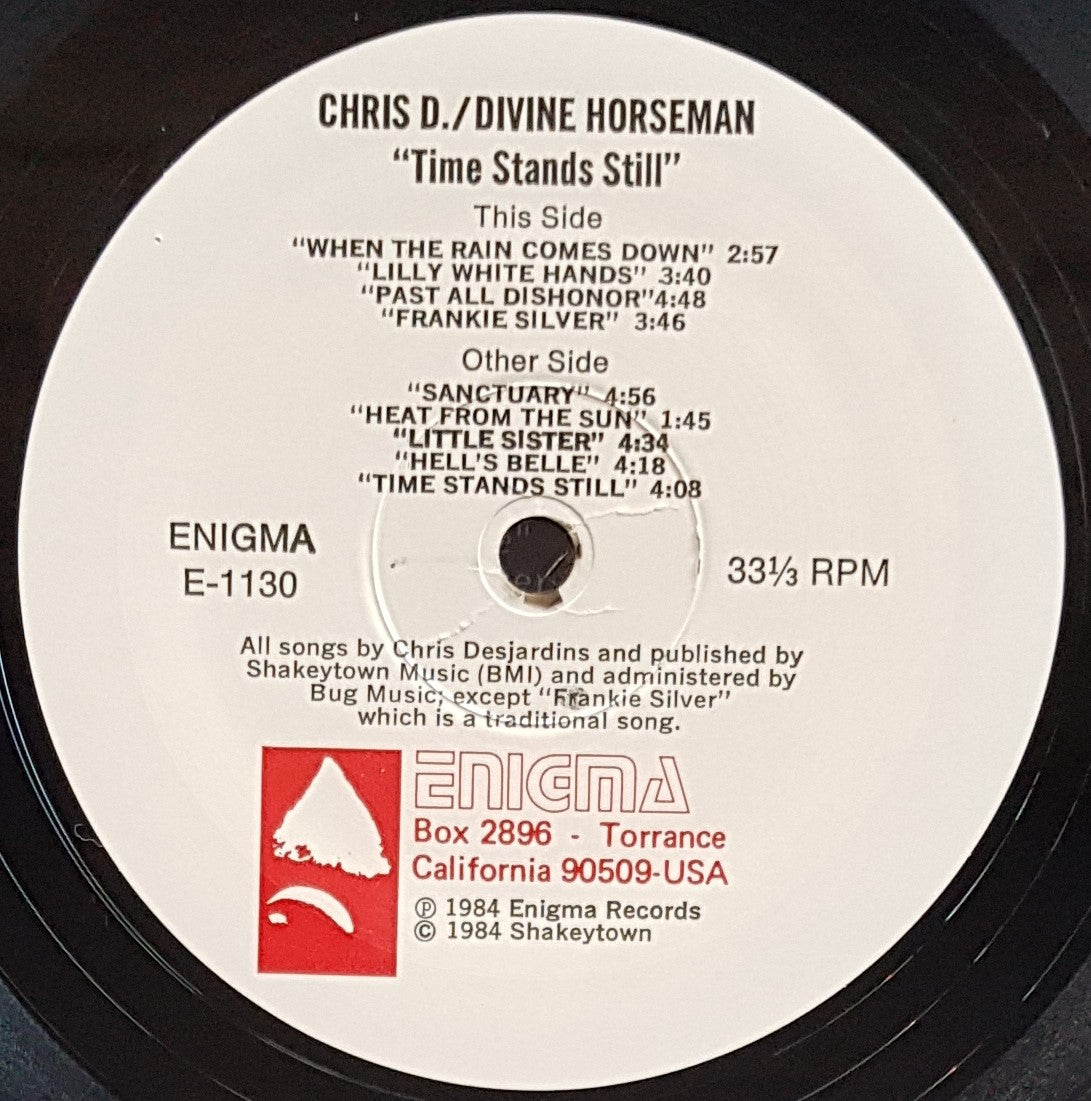 CHRIS D./DIVINE HORSEMAN
"Time Stands Still"
This Side
"WHEN THE RAIN COMES DOWN" 2:57
"LILLY WHITE HANDS" 3:40
"PAST ALL DISHONOR"4:48
"FRANKIE SILVER" 3:46
Other Side
"SANCTUARY" 4:56
"HEAT FROM THE SUN" 1:45
"LITTLE SISTER" 4:34
"HELL'S BELLE" 4:18
"TIME STANDS STILL" 4:08
ENIGMA
E-1130
33⅓ RPM
All songs by Chris Desjardins and published by
Shakeytown Music (BMI) and administered by
Bug Music; except "Frankie Silver"
which is a traditional song.
ENIGMA
Box 2896 - Torrance
California 90509-USA
℗ 1984 Enigma Records
© 1984 Shakeytown